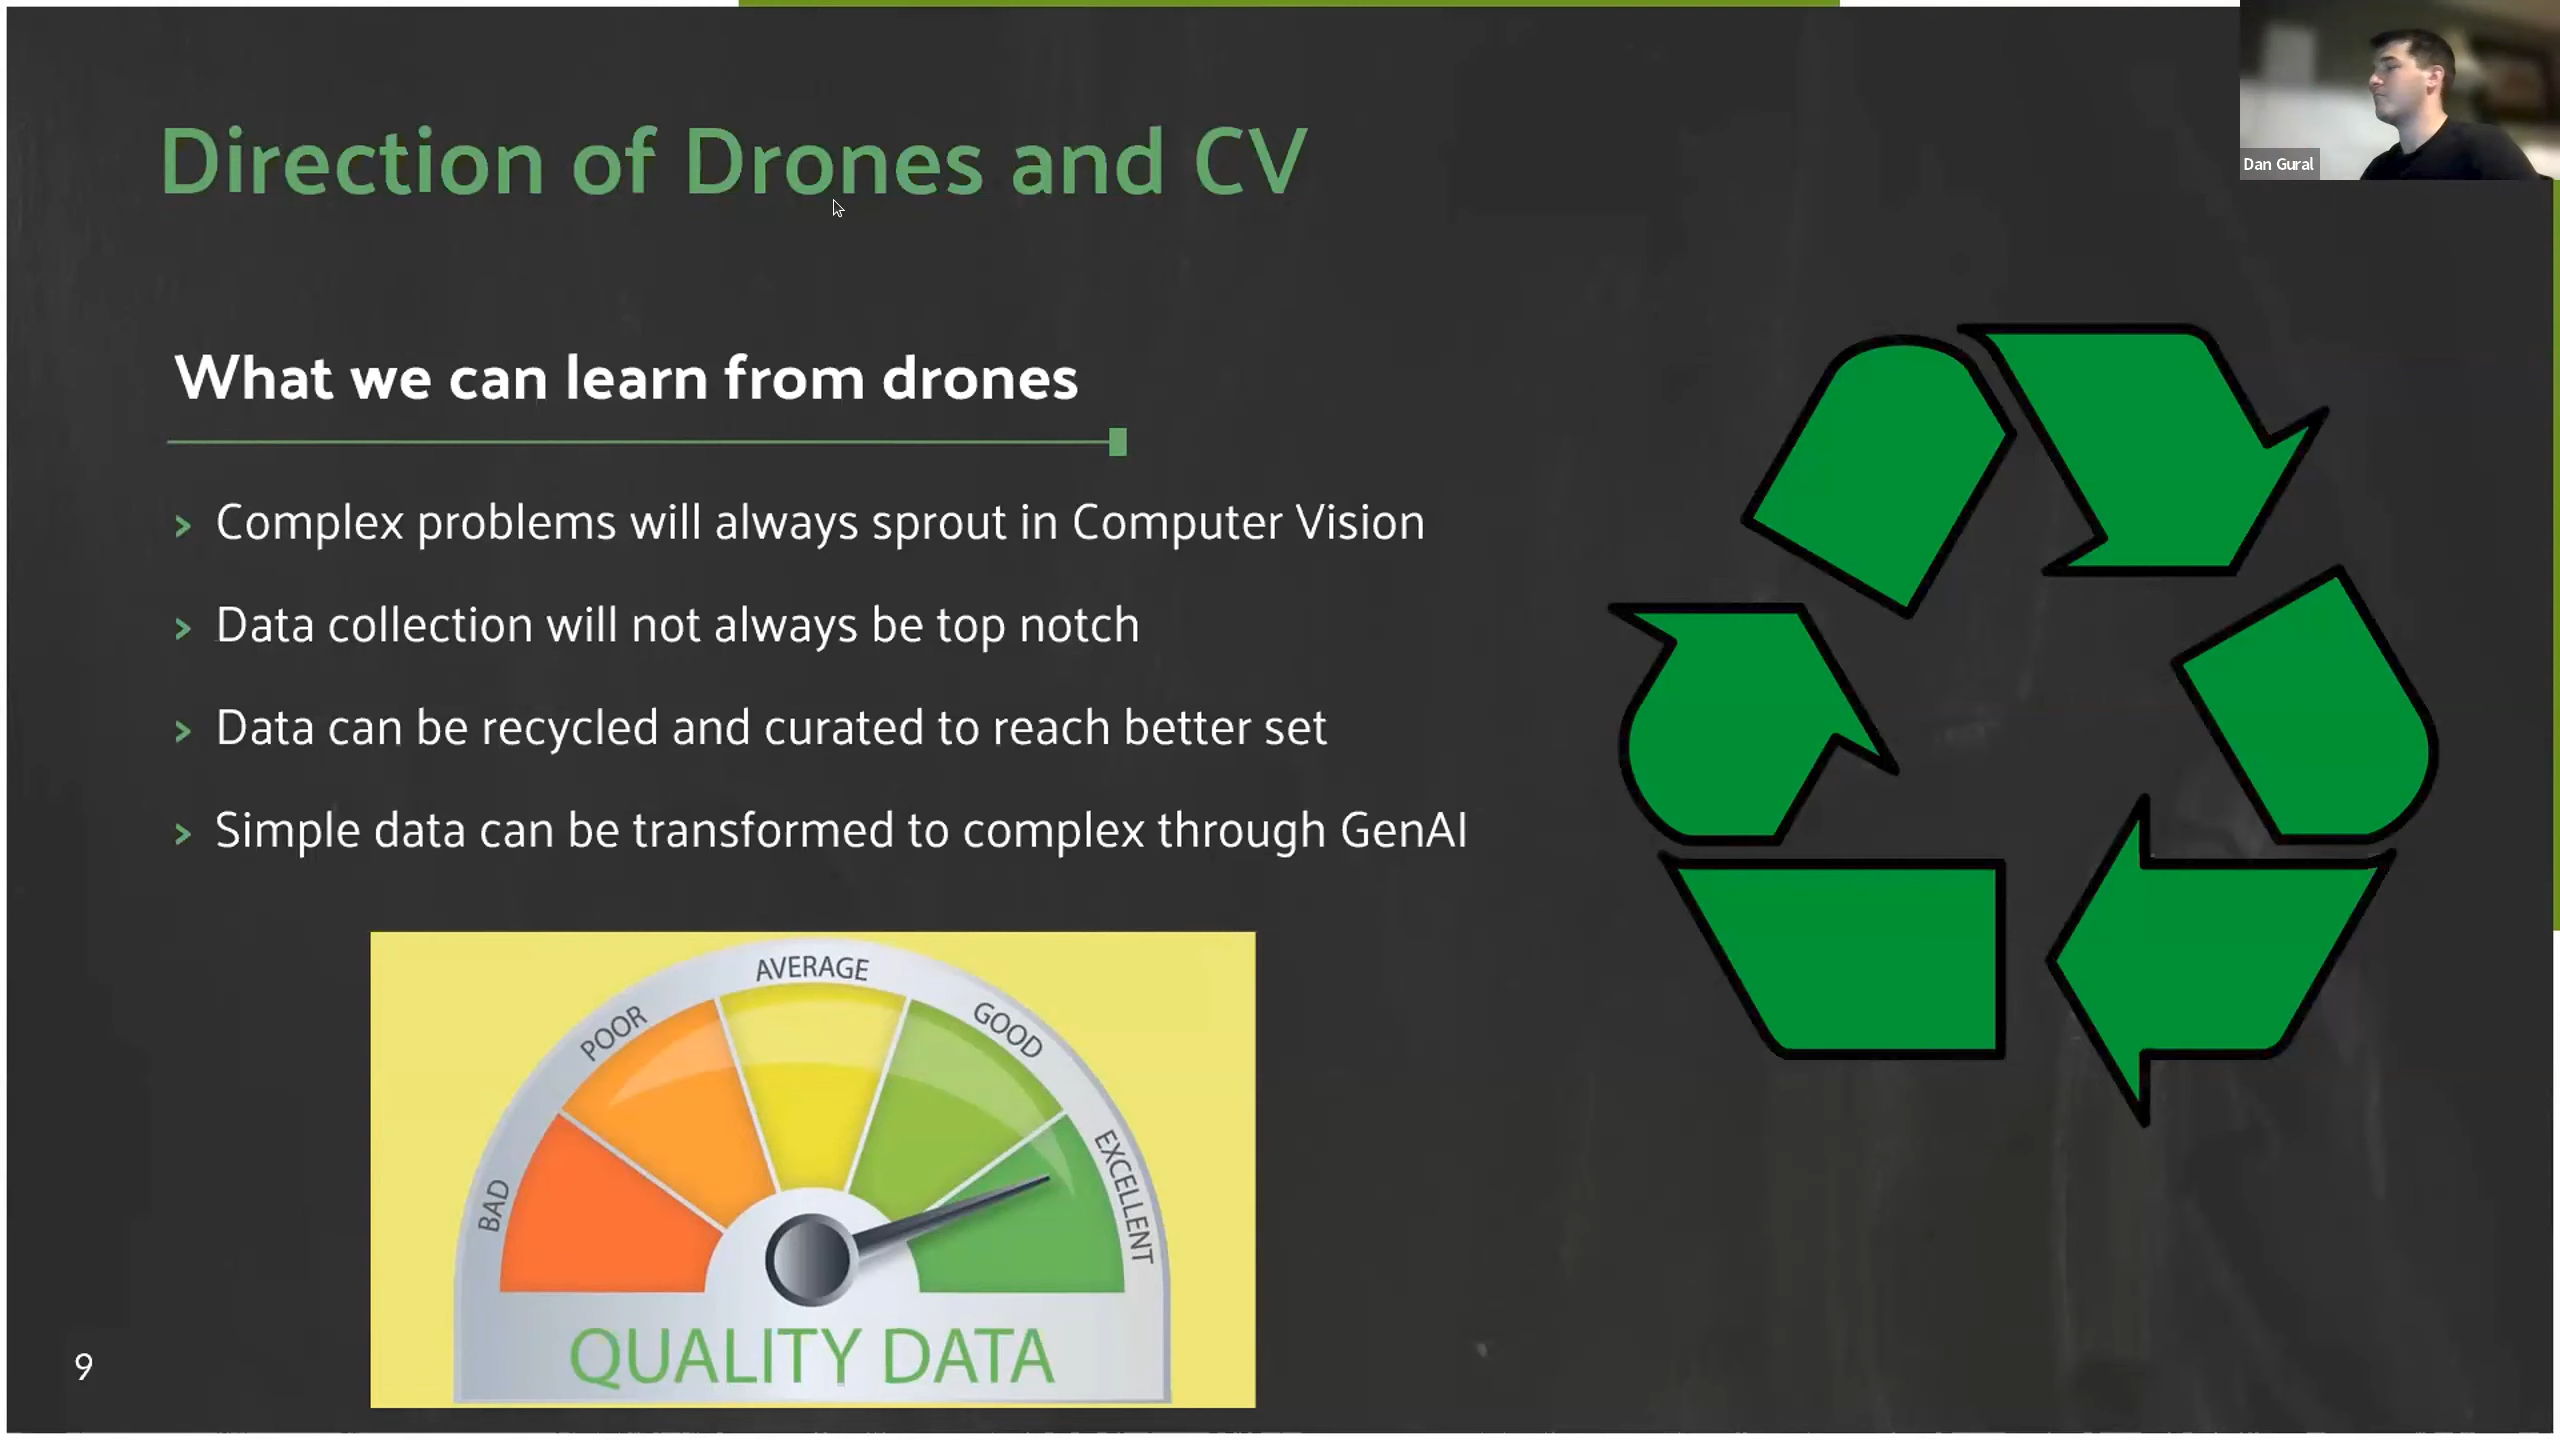 Direction of Drones and CV
Dan Gural
What we can learn from drones
> Complex problems will always sprout in Computer Vision
> Data collection will not always be top notch
> Data can be recycled and curated to reach better set
> Simple data can be transformed to complex through GenAI
BAD
POOR
AVERAGE
GOOD
EXCELLENT
QUALITY DATA
9